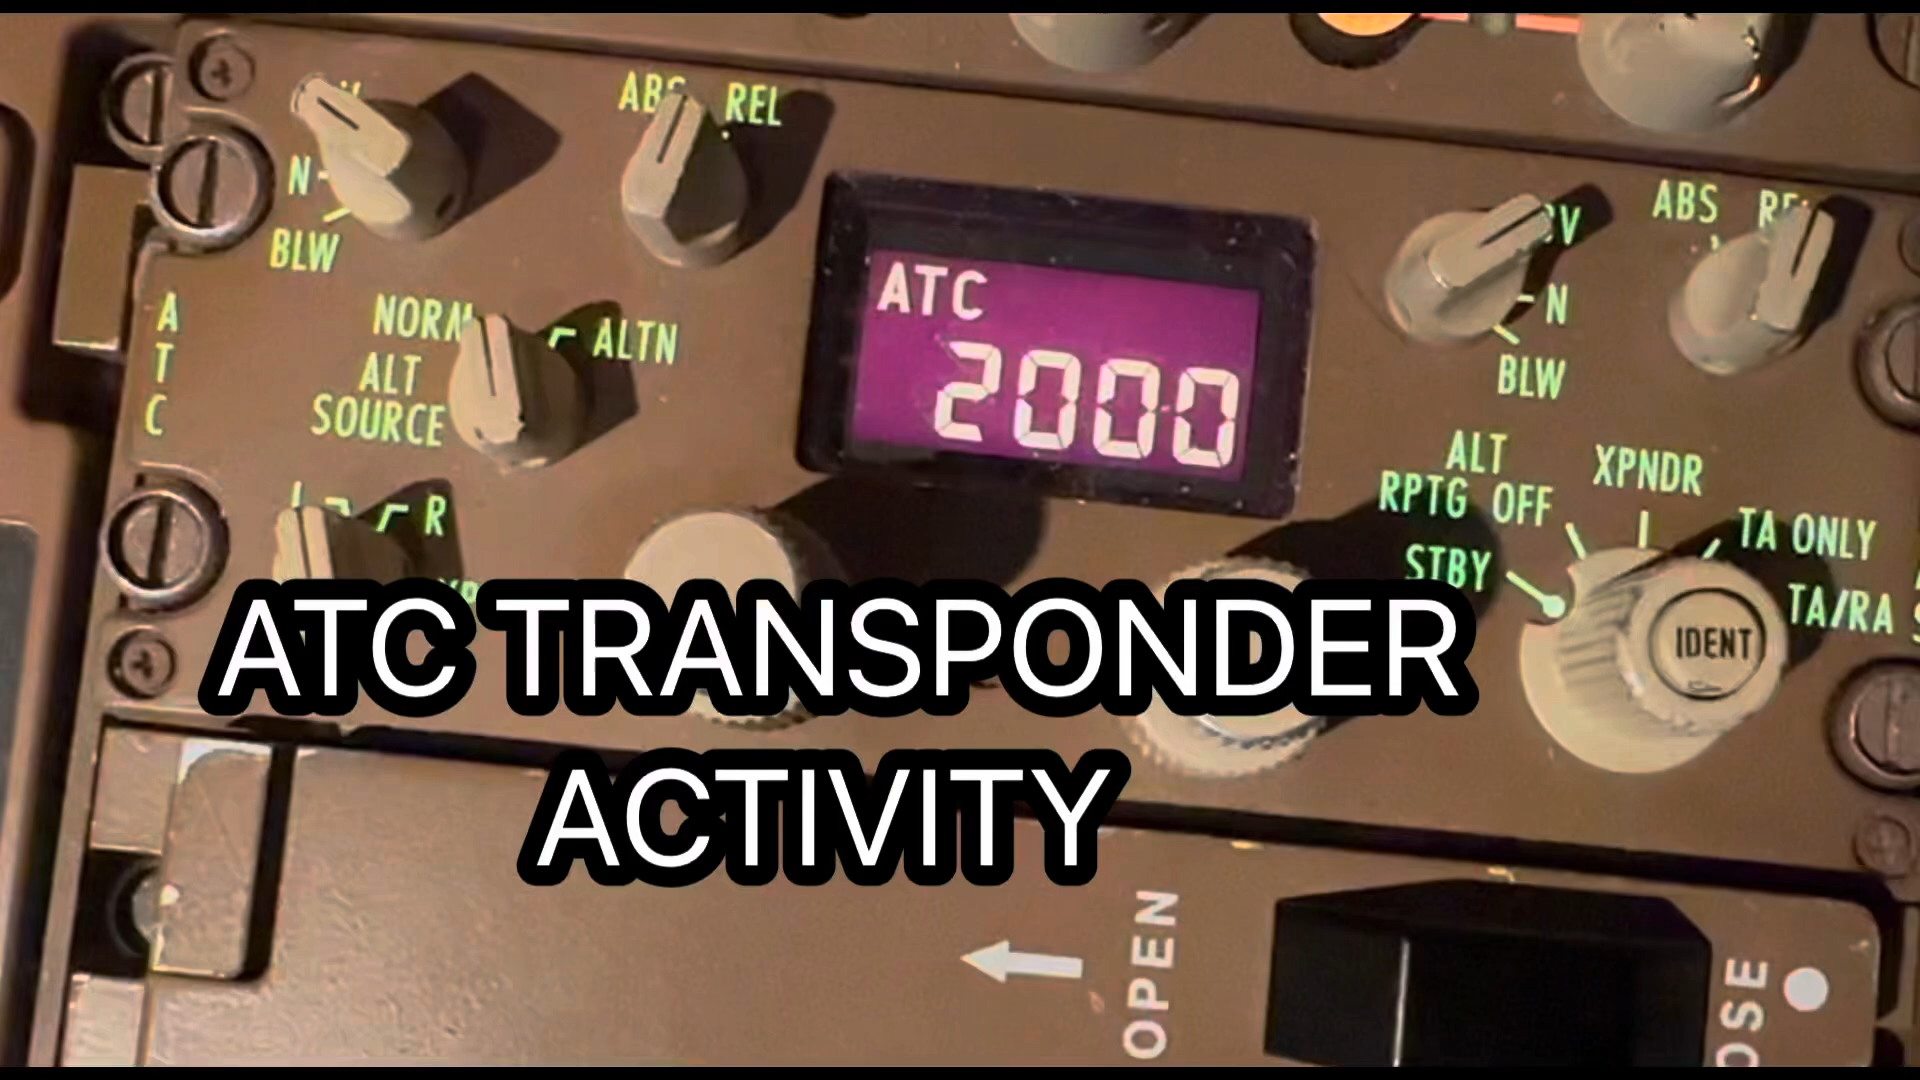 ABS REL
N
BLW
ABS
N
BLW
A
T
C
NORM
ALTN
ALT
SOURCE
ATC
2000
R
ALT
RPTG OFF
XPNDR
TA ONLY
STBY
TA/RA
IDENT
ATC TRANSPONDER
ACTIVITY
OPEN